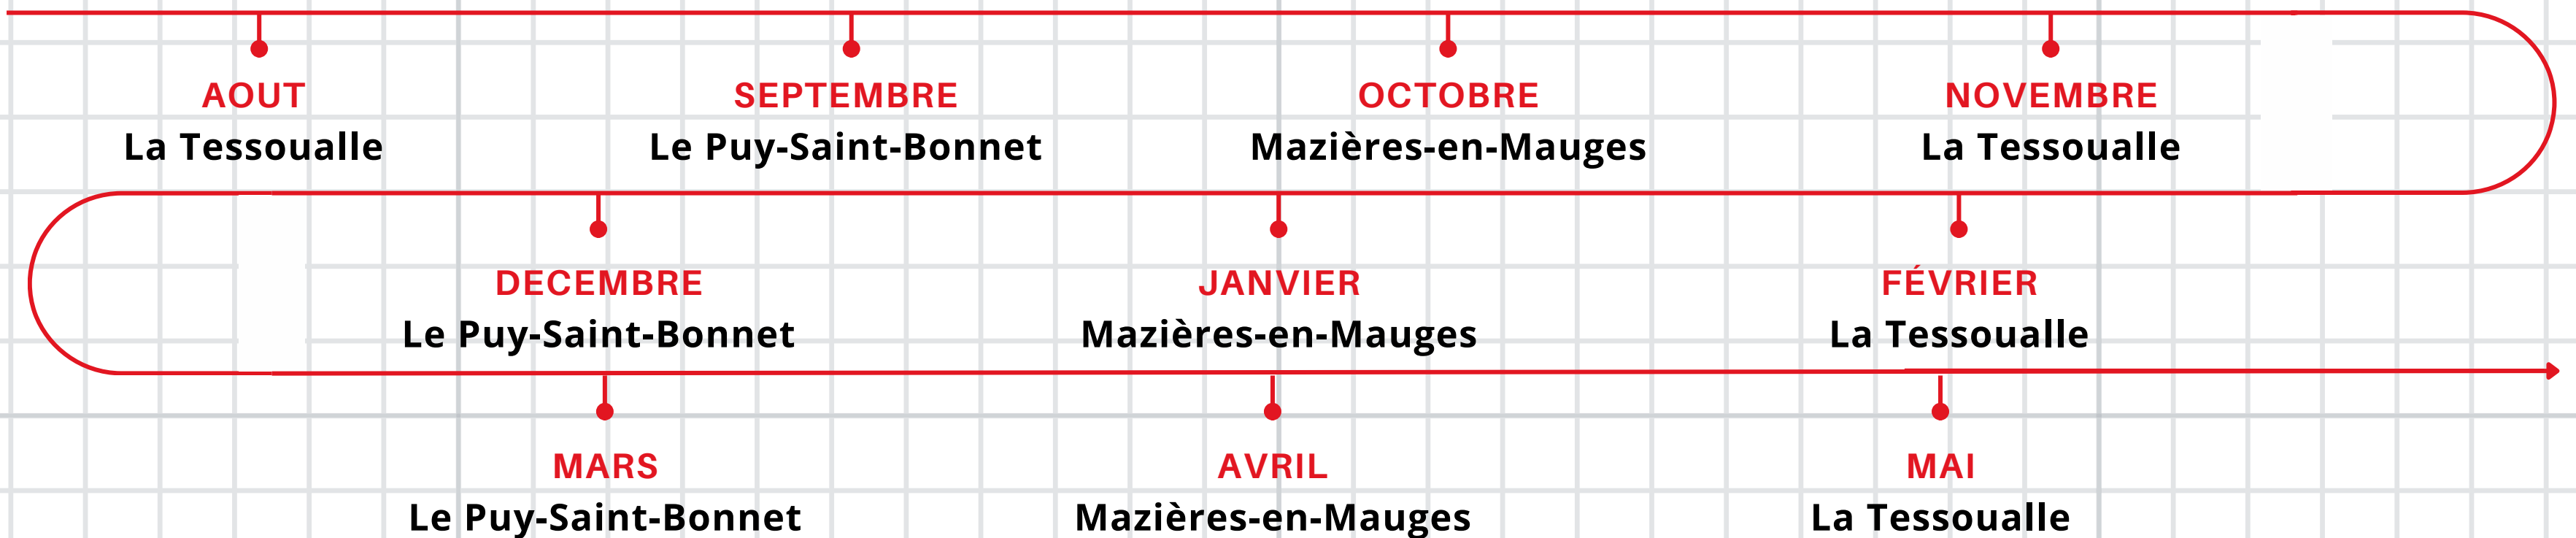 AOUT
La Tessoualle
SEPTEMBRE
Le Puy-Saint-Bonnet
OCTOBRE
Mazières-en-Mauges
NOVEMBRE
La Tessoualle
DECEMBRE
Le Puy-Saint-Bonnet
JANVIER
Mazières-en-Mauges
FÉVRIER
La Tessoualle
MARS
Le Puy-Saint-Bonnet
AVRIL
Mazières-en-Mauges
MAI
La Tessoualle